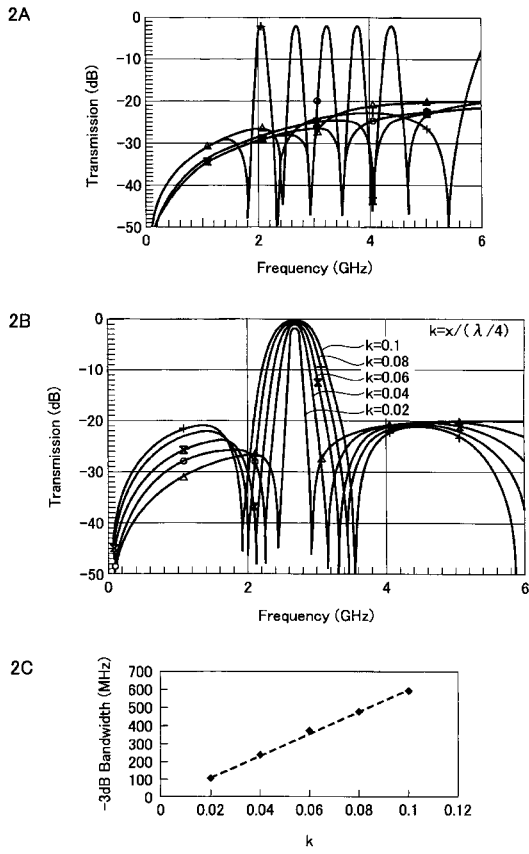 2A
0
−10
−20
−30
−40
−50
Transmission (dB)
0 2 4 6
Frequency (GHz)
2B
0
−10
−20
−30
−40
−50
Transmission (dB)
k=x/(λ/4)
k=0.1
k=0.08
k=0.06
k=0.04
k=0.02
0 2 4 6
Frequency (GHz)
2C
700
600
500
400
300
200
100
0
−3dB Bandwidth (MHz)
0 0.02 0.04 0.06 0.08 0.1 0.12
k